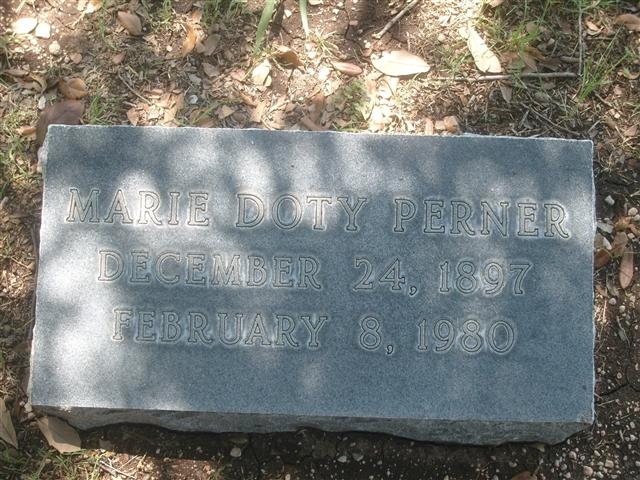 MARIE DOTY PERNER
DECEMBER 24, 1897
FEBRUARY 8, 1980